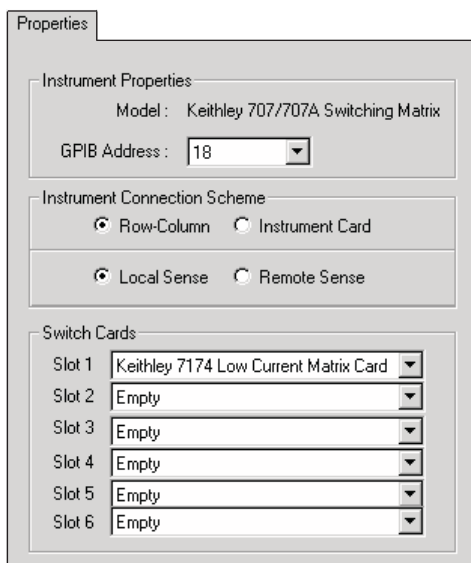 Properties
Instrument Properties
Model : Keithley 707/707A Switching Matrix
GPIB Address : 18
Instrument Connection Scheme
Row-Column Instrument Card
Local Sense Remote Sense
Switch Cards
Slot 1 Keithley 7174 Low Current Matrix Card
Slot 2 Empty
Slot 3 Empty
Slot 4 Empty
Slot 5 Empty
Slot 6 Empty